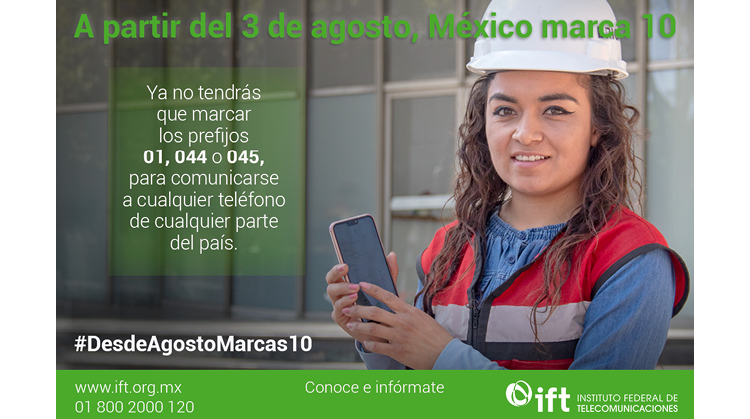 A partir del 3 de agosto, México marca 10
Ya no tendrás
que marcar
los prefijos
01, 044 o 045,
para comunicarse
a cualquier teléfono
de cualquier parte
del país.
#DesdeAgostoMarcas10
www.ift.org.mx
01 800 2000 120
Conoce e infórmate
ift INSTITUTO FEDERAL DE
TELECOMUNICACIONES